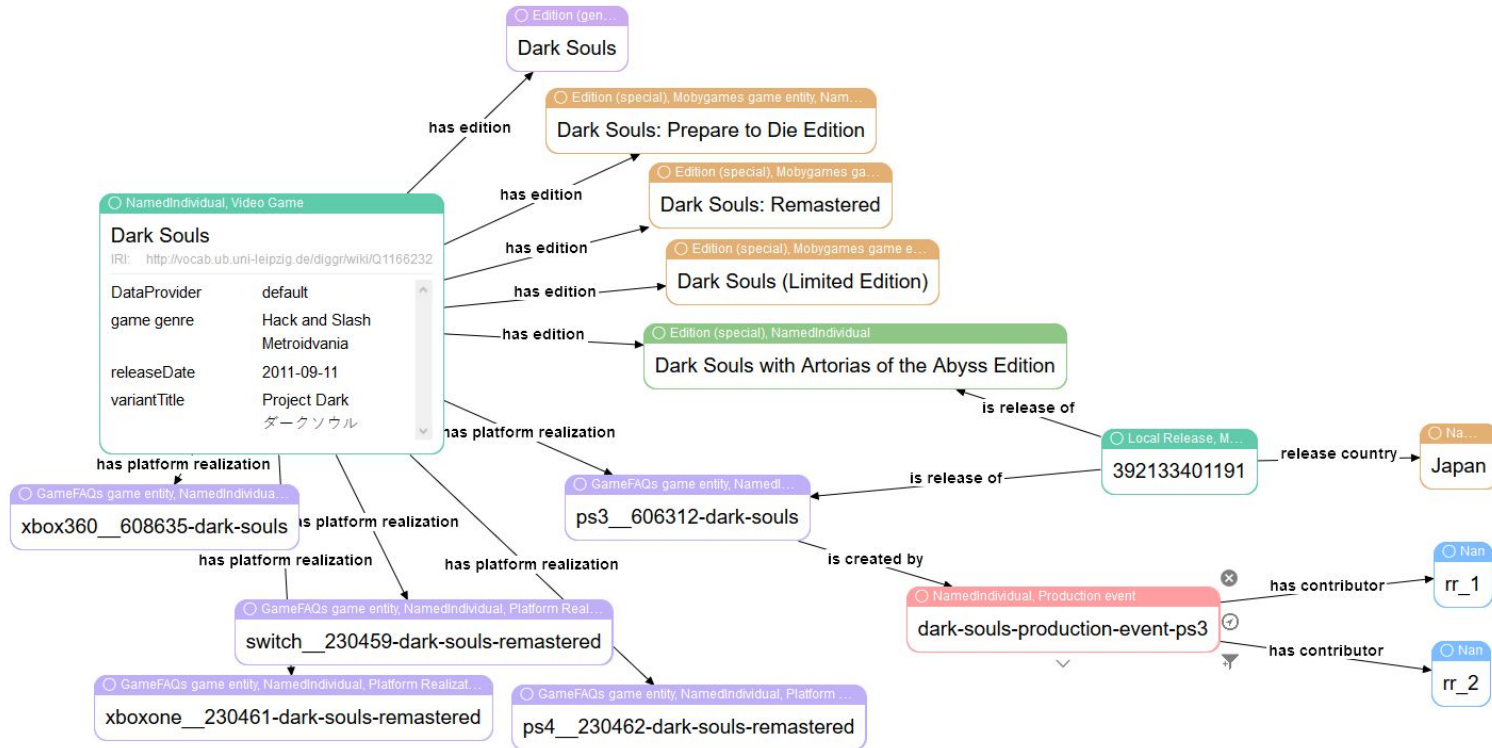 Edition (gen…
Dark Souls
has edition
Edition (special), Mobygames game entity, Nam…
Dark Souls: Prepare to Die Edition
has edition
Edition (special), Mobygames ga…
Dark Souls: Remastered
has edition
Edition (special), Mobygames game e…
Dark Souls (Limited Edition)
has edition
Edition (special), NamedIndividual
Dark Souls with Artorias of the Abyss Edition
has edition
NamedIndividual, Video Game
Dark Souls
IRI: http://vocab.ub.uni-leipzig.de/diggr/wiki/Q1166232
DataProvider default
game genre Hack and Slash
Metroidvania
releaseDate 2011-09-11
variantTitle Project Dark
ダークソウル
is release of
Local Release, M…
392133401191
release country
Na…
Japan
is release of
has platform realization
GameFAQs game entity, NamedI…
ps3__606312-dark-souls
has platform realization
GameFAQs game entity, NamedIndividua…
xbox360__608635-dark-souls
has platform realization
has platform realization
has platform realization
GameFAQs game entity, NamedIndividual, Platform Real…
switch__230459-dark-souls-remastered
GameFAQs game entity, NamedIndividual, Platform Realizat…
xboxone__230461-dark-souls-remastered
GameFAQs game entity, NamedIndividual, Platform …
ps4__230462-dark-souls-remastered
is created by
NamedIndividual, Production event
dark-souls-production-event-ps3
has contributor
Nan
rr_1
has contributor
Nan
rr_2